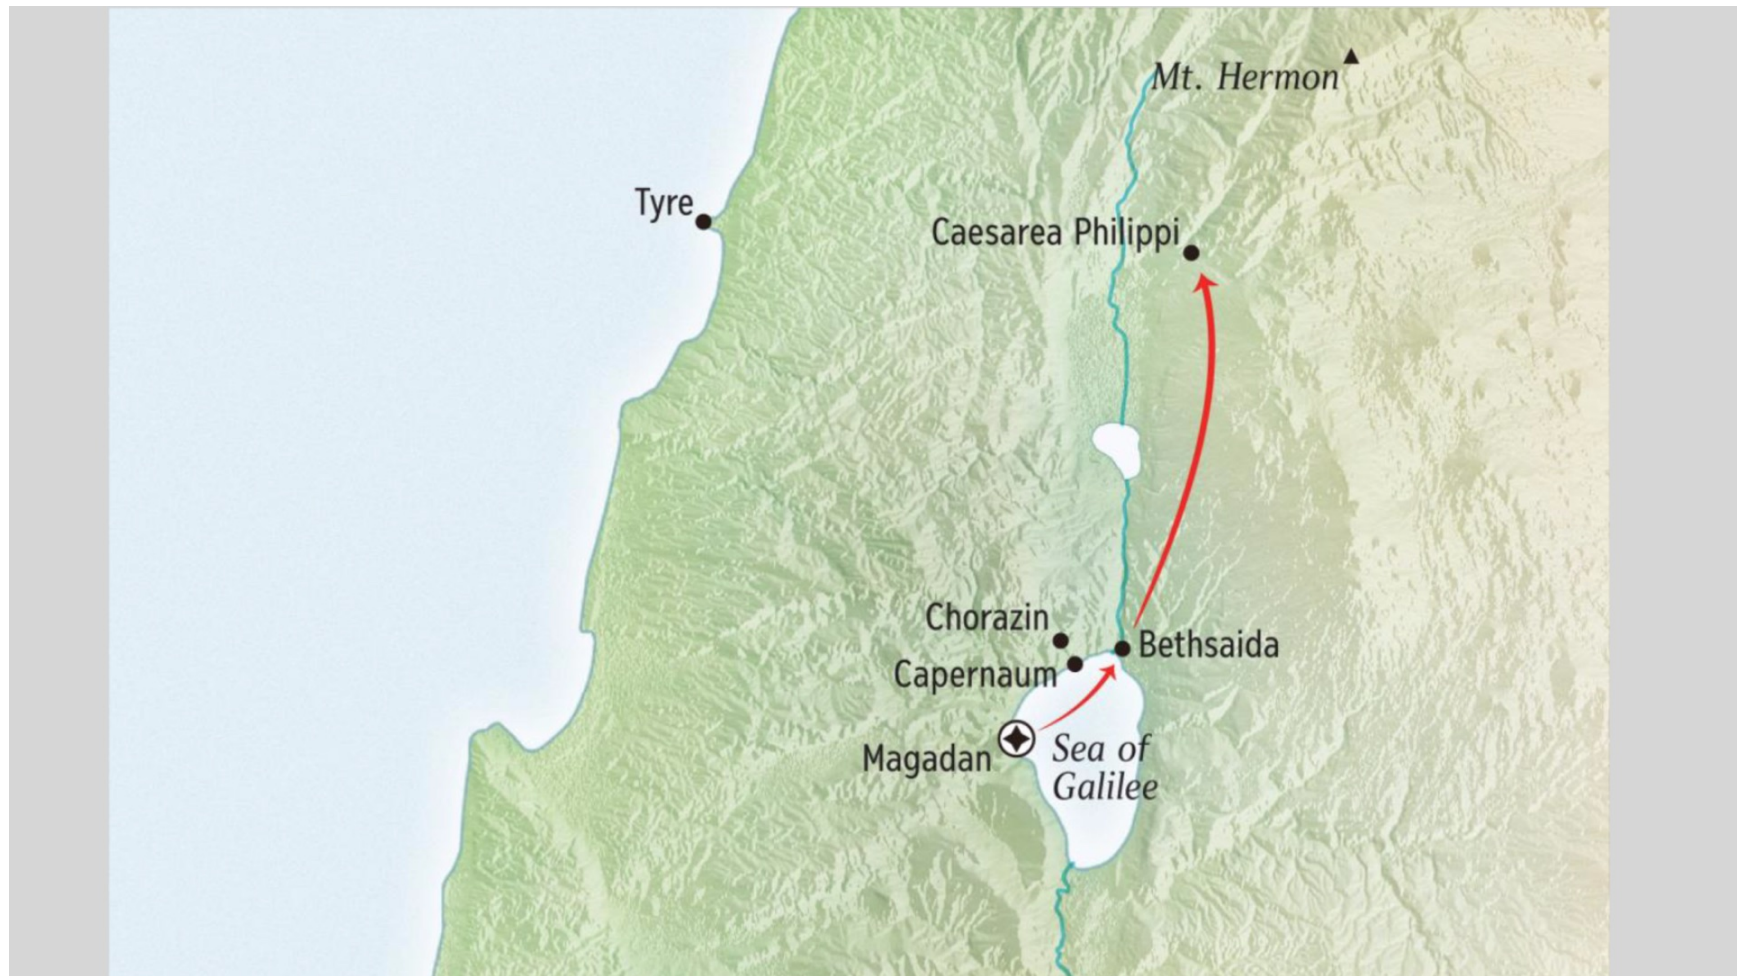 Mt. Hermon
Tyre
Caesarea Philippi
Chorazin
Bethsaida
Capernaum
Magadan
Sea of
Galilee